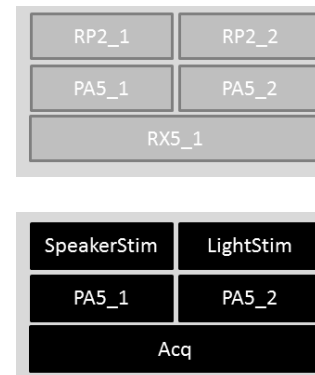 RP2_1 RP2_2
PA5_1 PA5_2
RX5_1
SpeakerStim LightStim
PA5_1 PA5_2
Acq